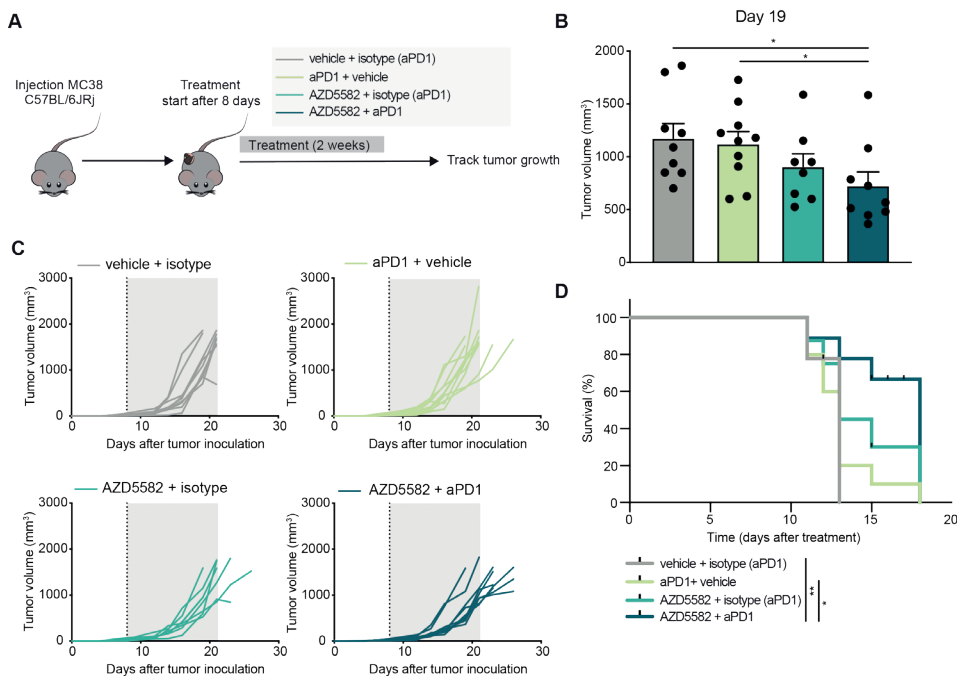 A
Injection MC38
C57BL/6JRj
Treatment
start after 8 days
vehicle + isotype (aPD1)
aPD1 + vehicle
AZD5582 + isotype (aPD1)
AZD5582 + aPD1
Treatment (2 weeks)
Track tumor growth
B
Day 19
*
*
Tumor volume (mm³)
2000
1500
1000
500
0
C
vehicle + isotype
Tumor volume (mm³)
3000
2000
1000
0
0 10 20 30
Days after tumor inoculation
aPD1 + vehicle
Tumor volume (mm³)
3000
2000
1000
0
0 10 20 30
Days after tumor inoculation
AZD5582 + isotype
Tumor volume (mm³)
3000
2000
1000
0
0 10 20 30
Days after tumor inoculation
AZD5582 + aPD1
Tumor volume (mm³)
3000
2000
1000
0
0 10 20 30
Days after tumor inoculation
D
Survival (%)
100
80
60
40
20
0
0 5 10 15 20
Time (days after treatment)
vehicle + isotype (aPD1)
aPD1+ vehicle
AZD5582 + isotype (aPD1)
AZD5582 + aPD1
**
*